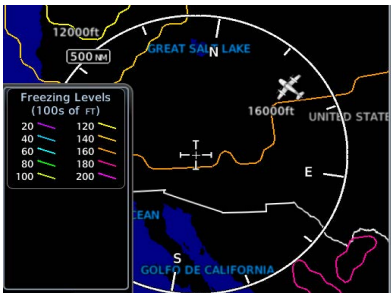 12000ft
GREAT SALT LAKE
N
500 NM
16000ft
UNITED STATE
Freezing Levels
(100s of FT)
20 120
40 140
60 160
80 180
100 200
T
E
CEAN
S
GOLFO DE CALIFORNIA